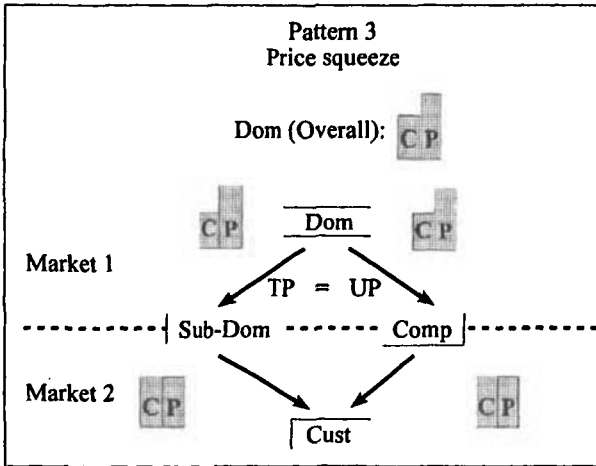 Pattern 3
Price squeeze
Dom (Overall): C P
C P Dom C P
Market 1
TP = UP
Sub-Dom Comp
Market 2 C P C P
Cust